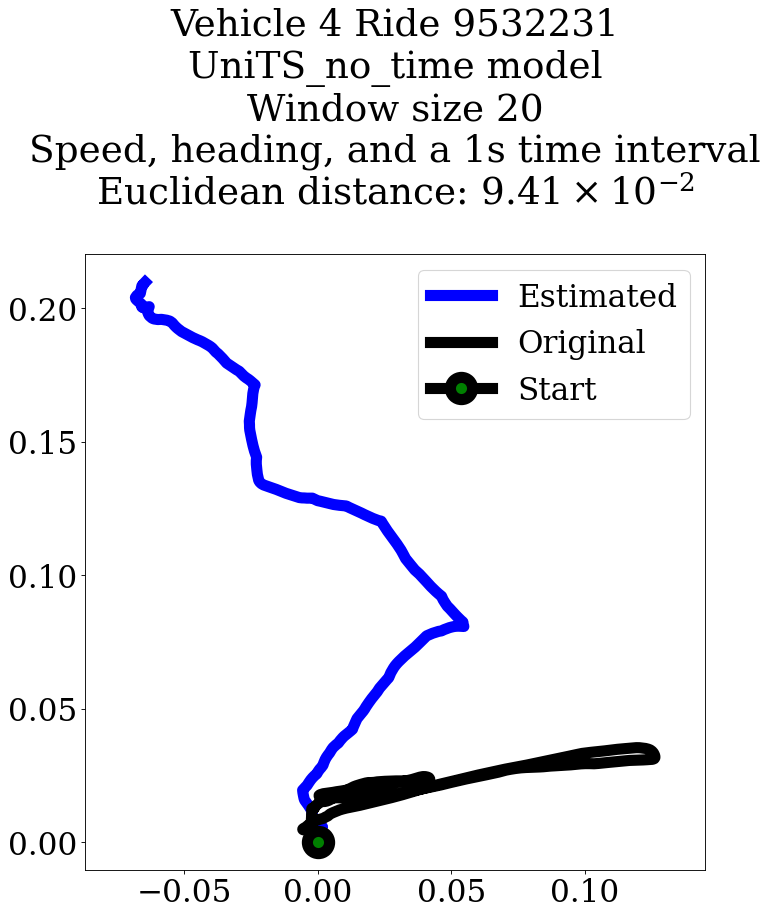 Vehicle 4 Ride 9532231
UniTS_no_time model
Window size 20
Speed, heading, and a 1s time interval
Euclidean distance: 9.41 × 10⁻²
Estimated
Original
Start
0.20
0.15
0.10
0.05
0.00
−0.05
0.00
0.05
0.10